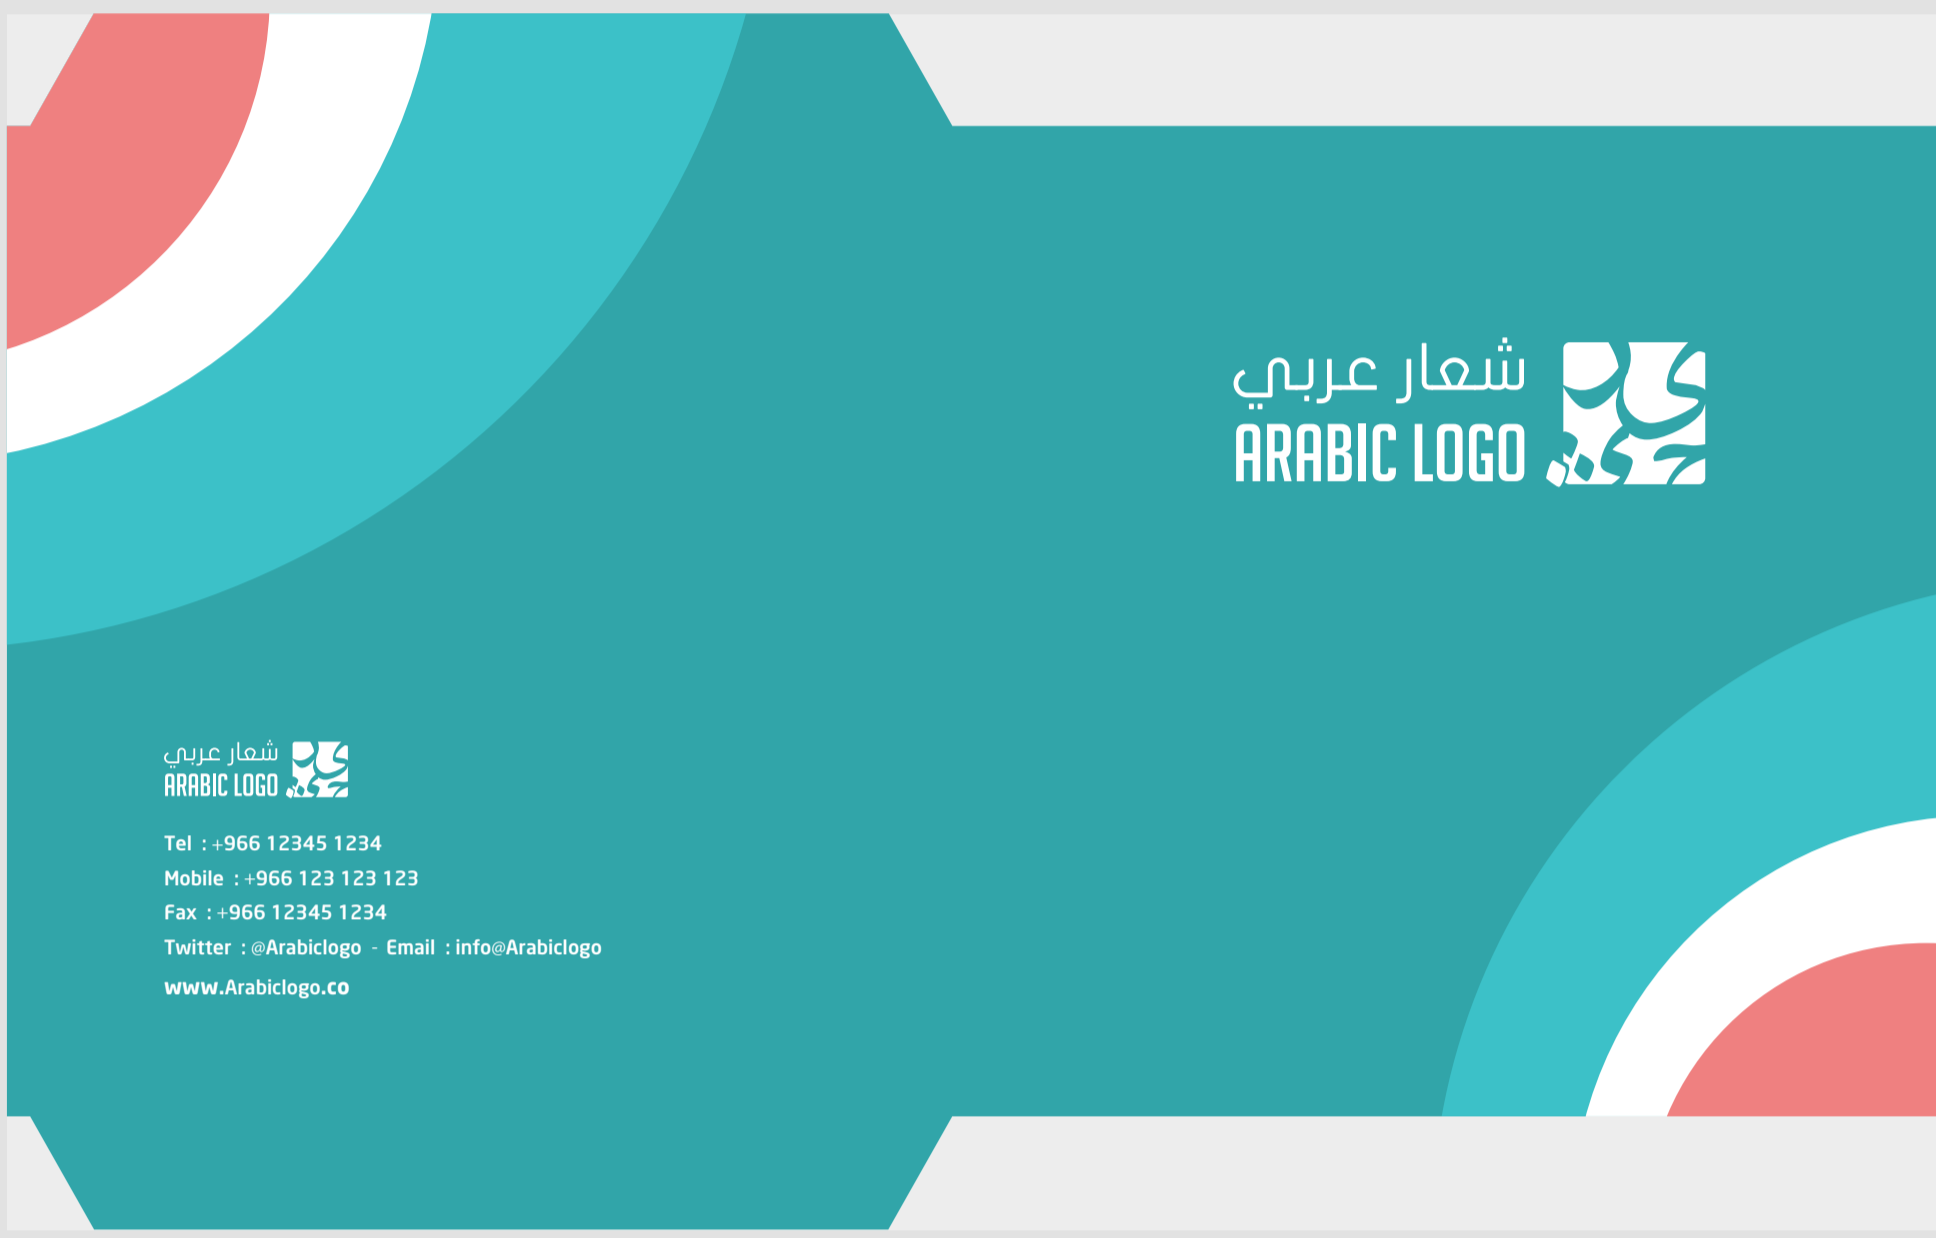 شعار عربي
ARABIC LOGO
شعار عربي
ARABIC LOGO
Tel : +966 12345 1234
Mobile : +966 123 123 123
Fax : +966 12345 1234
Twitter : @Arabiclogo - Email : info@Arabiclogo
www.Arabiclogo.co